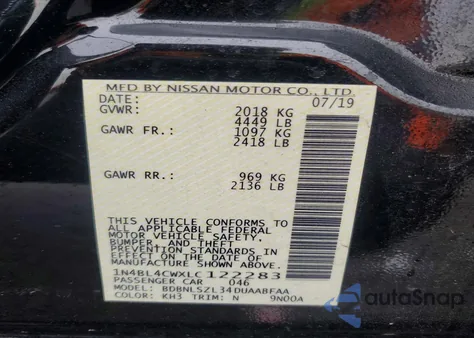 MFD BY NISSAN MOTOR CO., LTD
DATE: 07/19
GVWR: 2018 KG
4449 LB
GAWR FR.: 1097 KG
2418 LB
GAWR RR.: 969 KG
2136 LB
THIS VEHICLE CONFORMS TO
ALL APPLICABLE FEDERAL
MOTOR VEHICLE SAFETY,
BUMPER, AND THEFT
PREVENTION STANDARDS IN
EFFECT ON THE DATE OF
MANUFACTURE SHOWN ABOVE.
1N4BL4CWXLC122283
PASSENGER CAR 046
MODEL: BDBNLSZL34DUAABFAA
COLOR: KH3 TRIM: N 9N00A
autoSnap